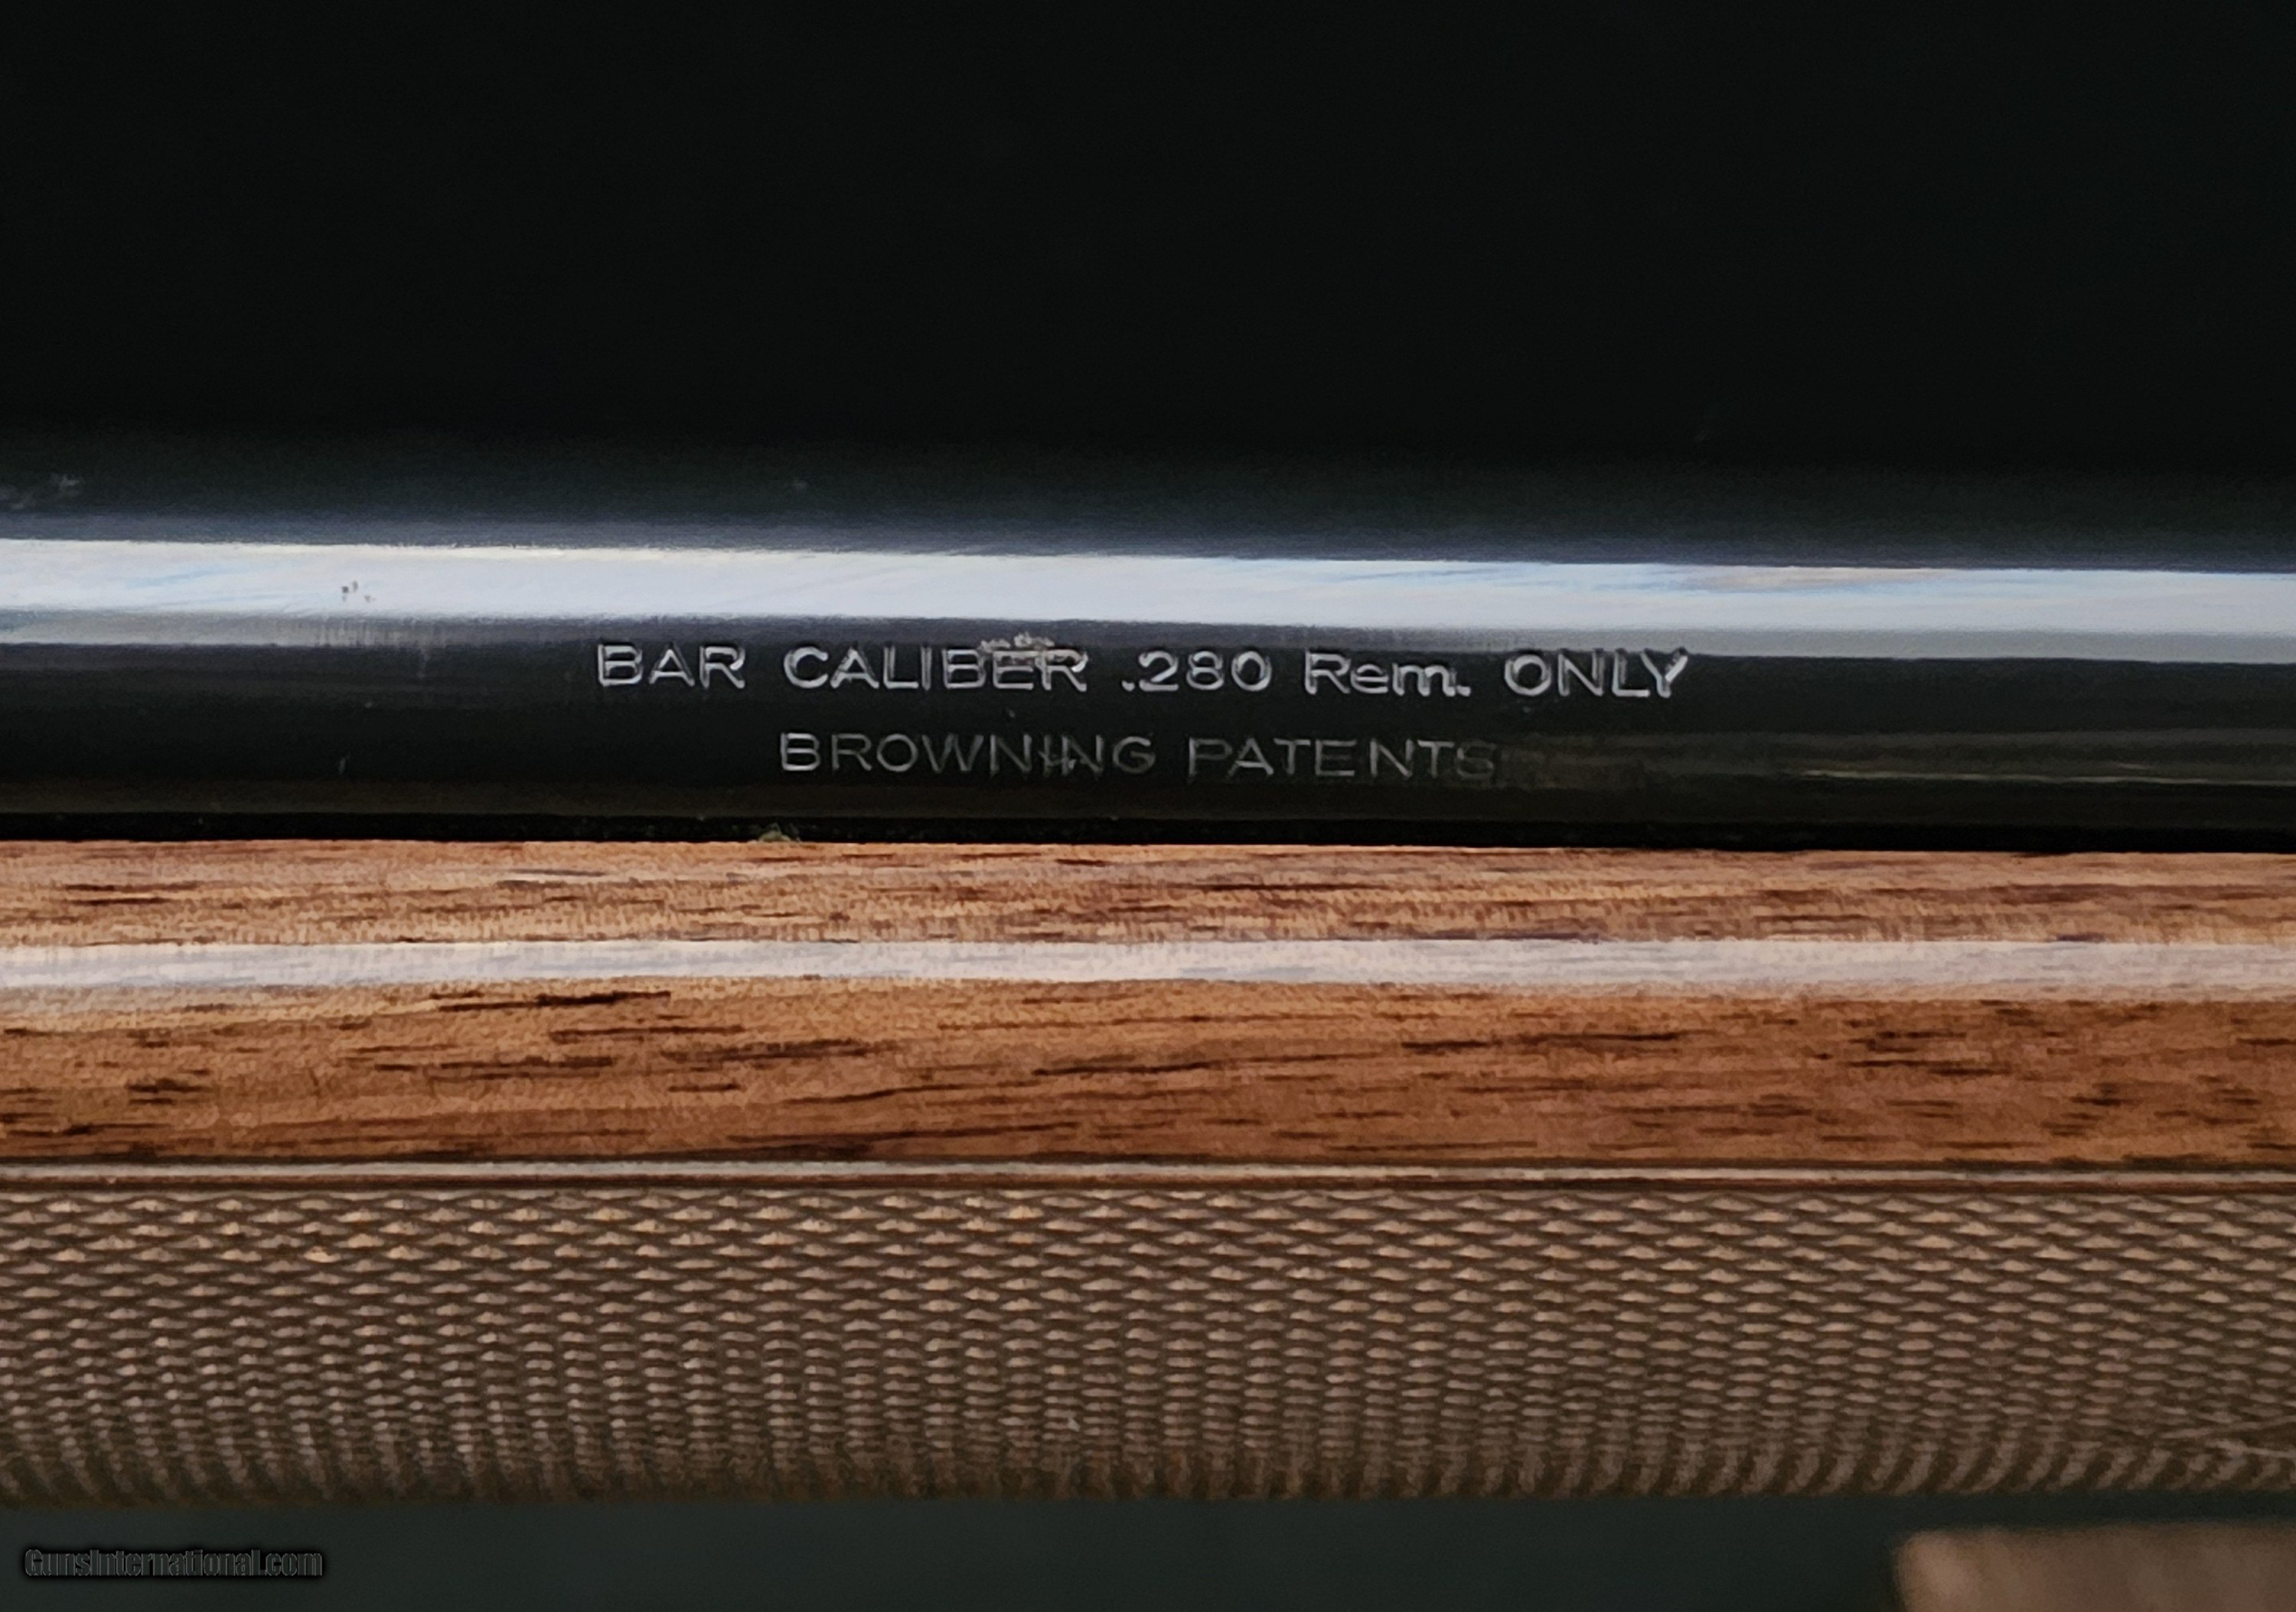 BAR CALIBER .280 Rem. ONLY
BROWNING PATENTS
GunsInternational.com